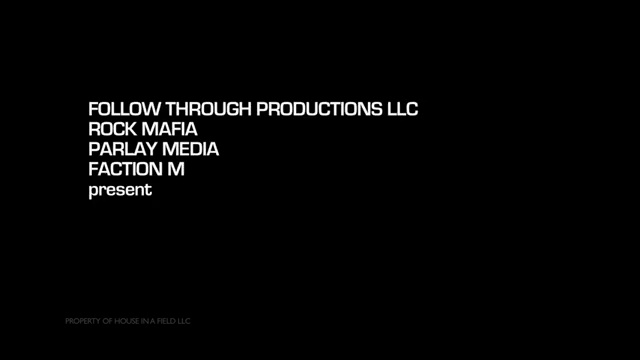 FOLLOW THROUGH PRODUCTIONS LLC
ROCK MAFIA
PARLAY MEDIA
FACTION M
present
PROPERTY OF HOUSE IN A FIELD LLC